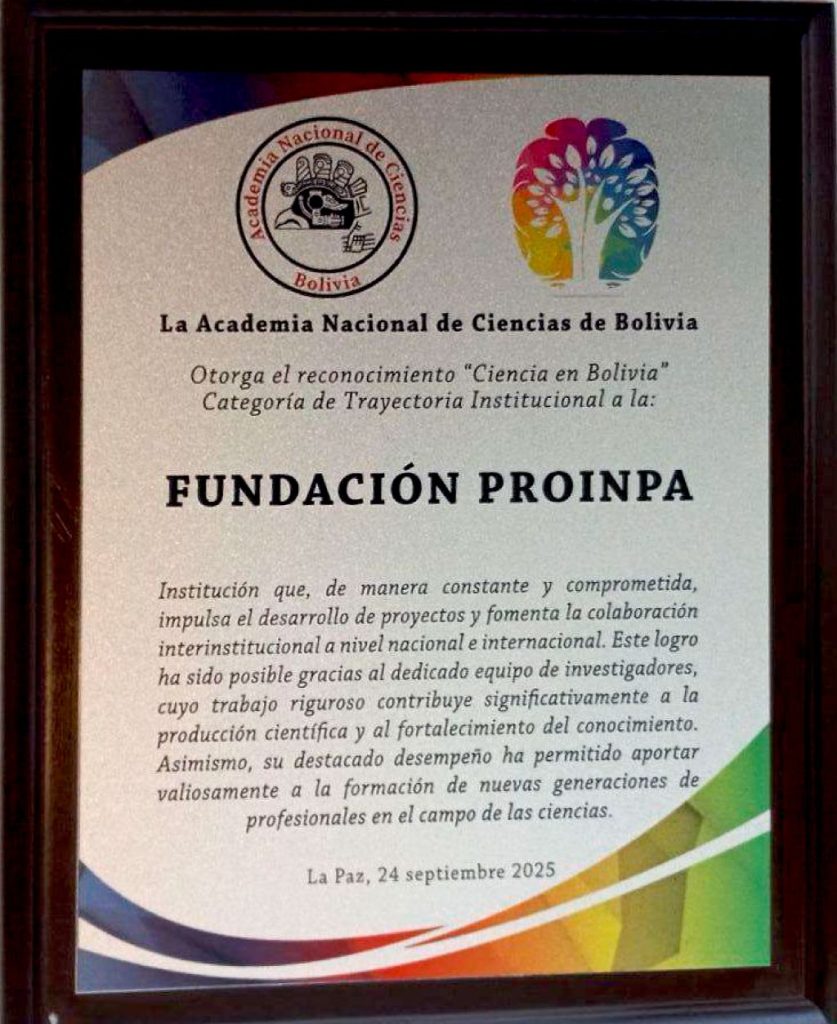 Academia Nacional de Ciencias
Bolivia
La Academia Nacional de Ciencias de Bolivia
Otorga el reconocimiento “Ciencia en Bolivia”
Categoría de Trayectoria Institucional a la:
FUNDACIÓN PROINPA
Institución que, de manera constante y comprometida,
impulsa el desarrollo de proyectos y fomenta la colaboración
interinstitucional a nivel nacional e internacional. Este logro
ha sido posible gracias al dedicado equipo de investigadores,
cuyo trabajo riguroso contribuye significativamente a la
producción científica y al fortalecimiento del conocimiento.
Asimismo, su destacado desempeño ha permitido aportar
valiosamente a la formación de nuevas generaciones de
profesionales en el campo de las ciencias.
La Paz, 24 septiembre 2025